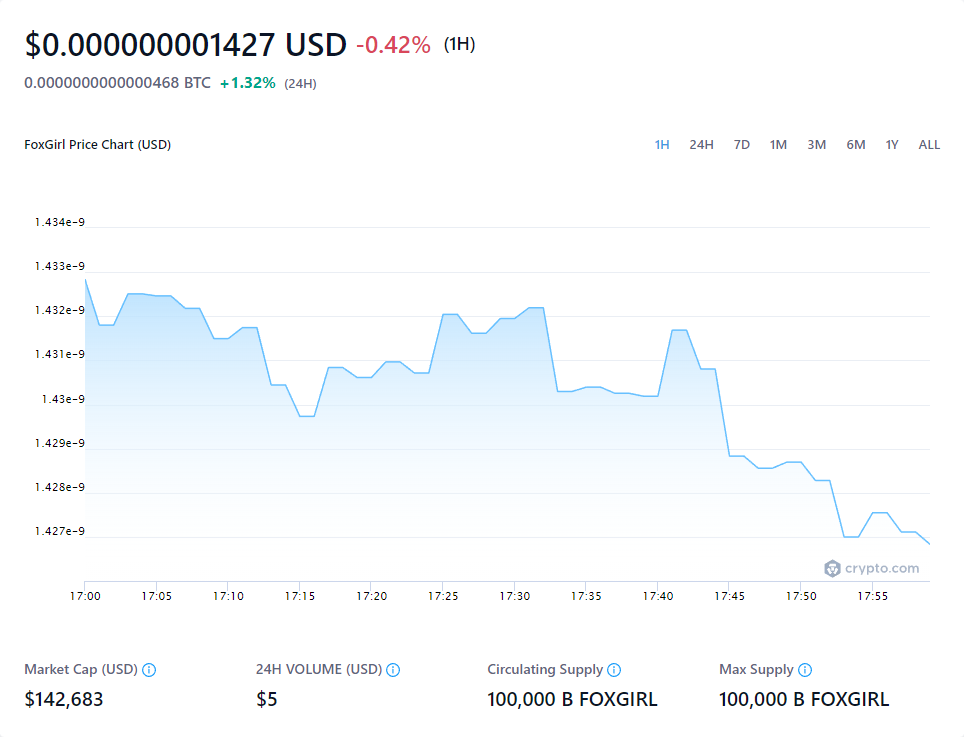 $0.000000001427 USD -0.42% (1H)
0.0000000000000468 BTC +1.32% (24H)
FoxGirl Price Chart (USD) 1H 24H 7D 1M 3M 6M 1Y ALL
1.434e-9
1.433e-9
1.432e-9
1.431e-9
1.43e-9
1.429e-9
1.428e-9
1.427e-9
crypto.com
17:00 17:05 17:10 17:15 17:20 17:25 17:30 17:35 17:40 17:45 17:50 17:55
Market Cap (USD) 24H VOLUME (USD) Circulating Supply Max Supply
$142,683 $5 100,000 B FOXGIRL 100,000 B FOXGIRL